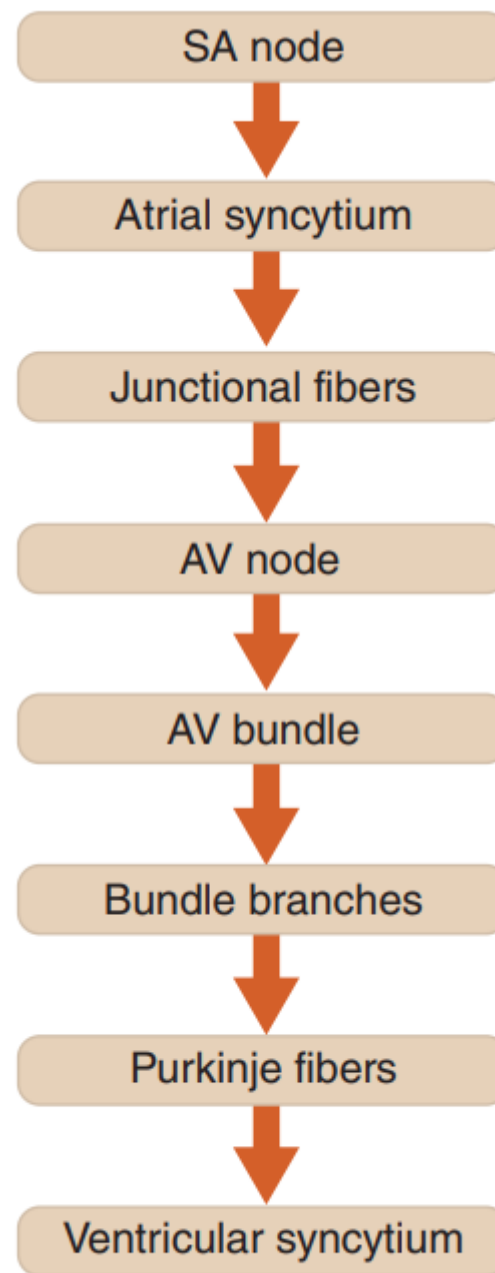 SA node
Atrial syncytium
Junctional fibers
AV node
AV bundle
Bundle branches
Purkinje fibers
Ventricular syncytium